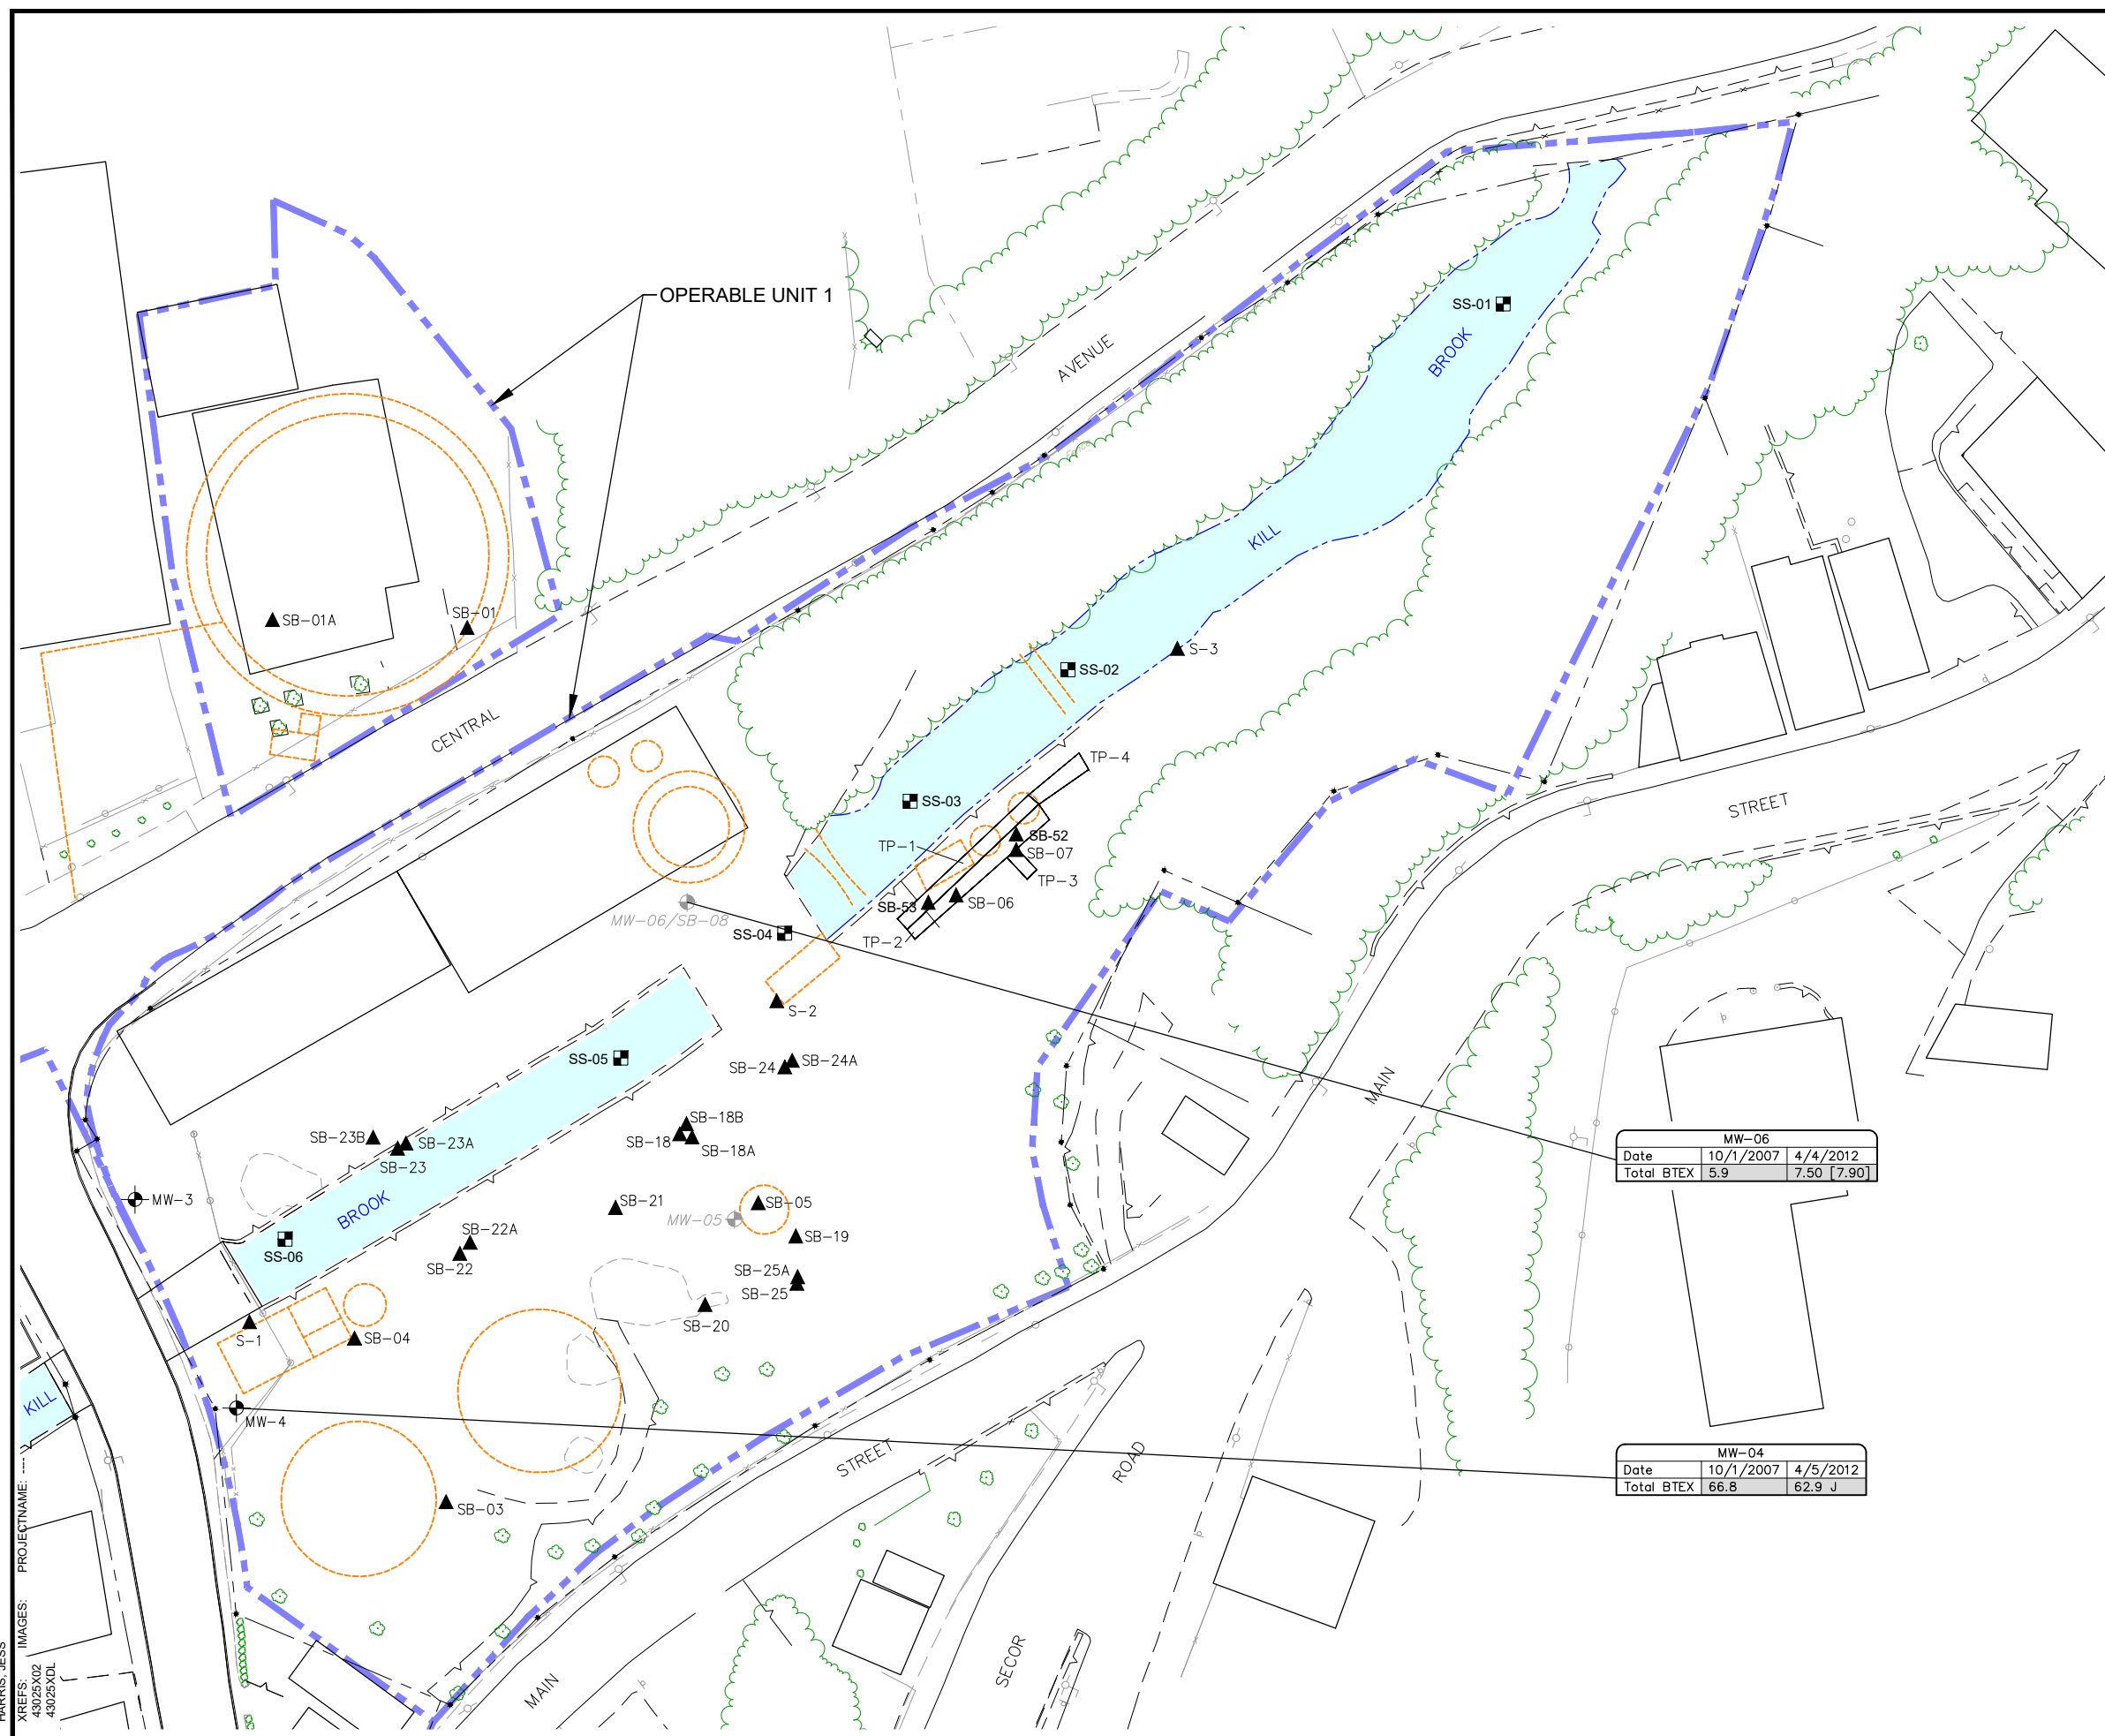 OPERABLE UNIT 1
AVENUE
SS-01
BROOK
KILL
SB-01A
SB-01
SS-02
S-3
CENTRAL
TP-4
SS-03
TP-1
SB-52
SB-07
TP-3
SB-53
SB-06
TP-2
MW-06/SB-08
SS-04
STREET
S-2
SS-05
SB-24A
SB-24
MAIN
SB-18B
SB-18
SB-18A
SB-23B
SB-23A
SB-23
MW-3
BROOK
SB-21
SB-05
MW-05
SB-19
SS-06
SB-22A
SB-22
SB-25A
SB-25
SB-20
S-1
SB-04
KILL
MW-4
MW-06
Date 10/1/2007 4/4/2012
Total BTEX 5.9 7.50 [7.90]
MW-04
Date 10/1/2007 4/5/2012
Total BTEX 66.8 62.9 J
STREET
ROAD
SB-03
SECOR
MAIN
HARRIS, JESS
XREFS: IMAGES: PROJECTNAME: ----
43025X02
43025XDL